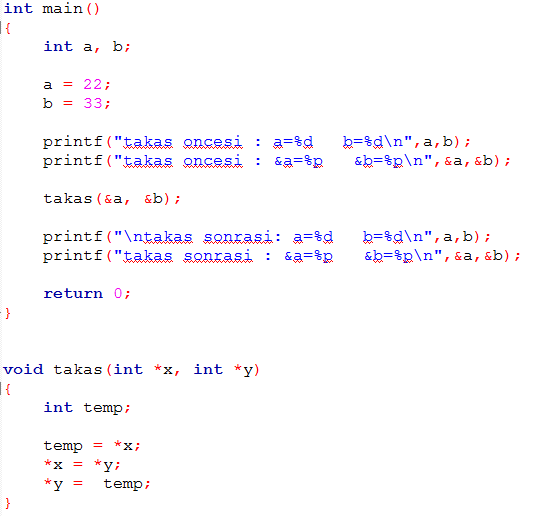 int main()
{
int a, b;
a = 22;
b = 33;
printf("takas oncesi : a=%d   b=%d\n",a,b);
printf("takas oncesi : &a=%p   &b=%p\n",&a,&b);
takas(&a, &b);
printf("\ntakas sonrasi: a=%d   b=%d\n",a,b);
printf("takas sonrasi : &a=%p   &b=%p\n",&a,&b);
return 0;
}
void takas(int *x, int *y)
{
int temp;
temp = *x;
*x = *y;
*y =  temp;
}